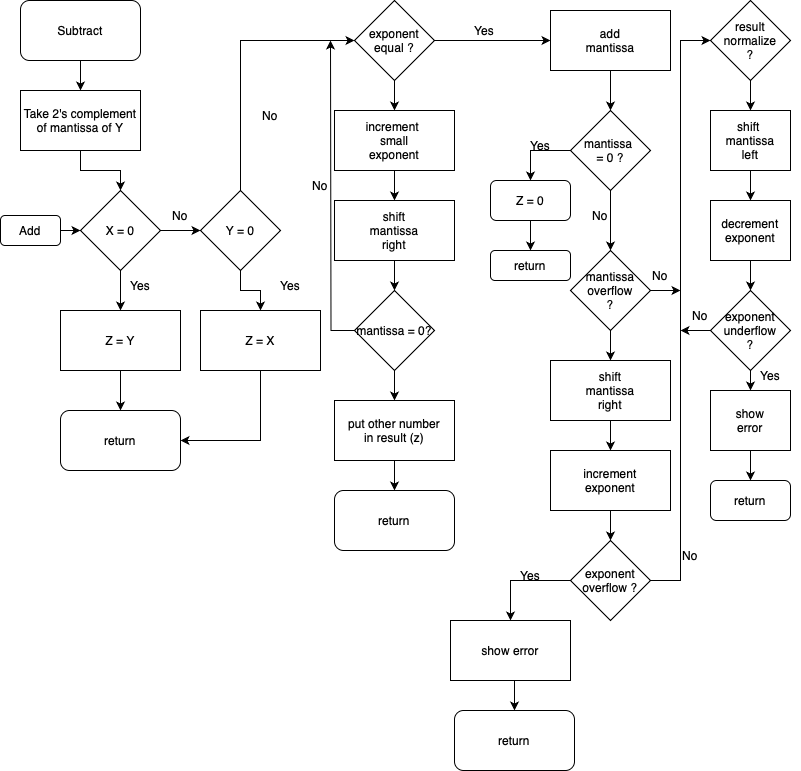 Subtract
Take 2's complement
of mantissa of Y
Add
X = 0
No
Y = 0
No
Yes
Yes
Z = Y
Z = X
return
exponent
equal ?
Yes
increment
small
exponent
No
shift
mantissa
right
mantissa = 0?
put other number
in result (z)
return
add
mantissa
mantissa
= 0 ?
Yes
Z = 0
return
No
mantissa
overflow
?
No
shift
mantissa
right
increment
exponent
exponent
overflow ?
Yes
No
show error
return
result
normalize
?
shift
mantissa
left
decrement
exponent
exponent
underflow
?
No
Yes
show
error
return